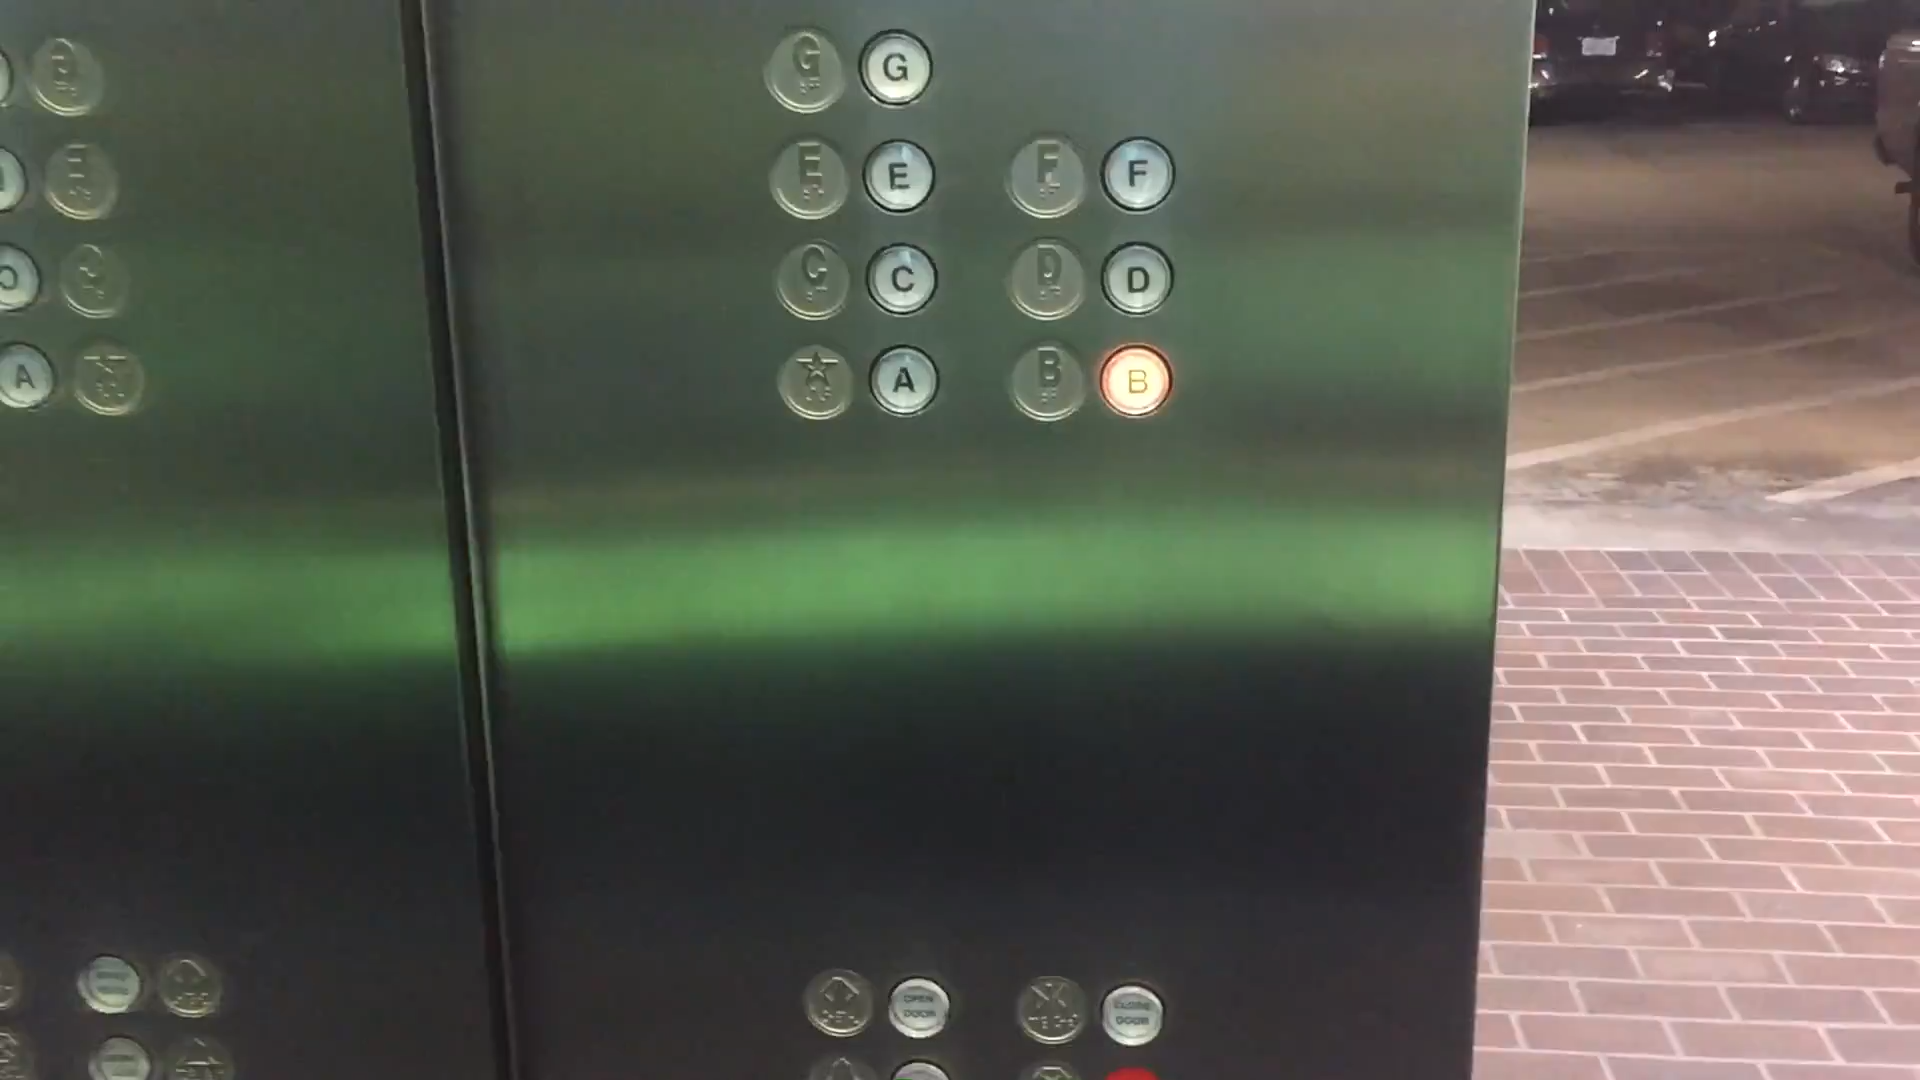 G G
E E F F
C C D D
A B B
OPEN CLOSE
DOOR DOOR
A